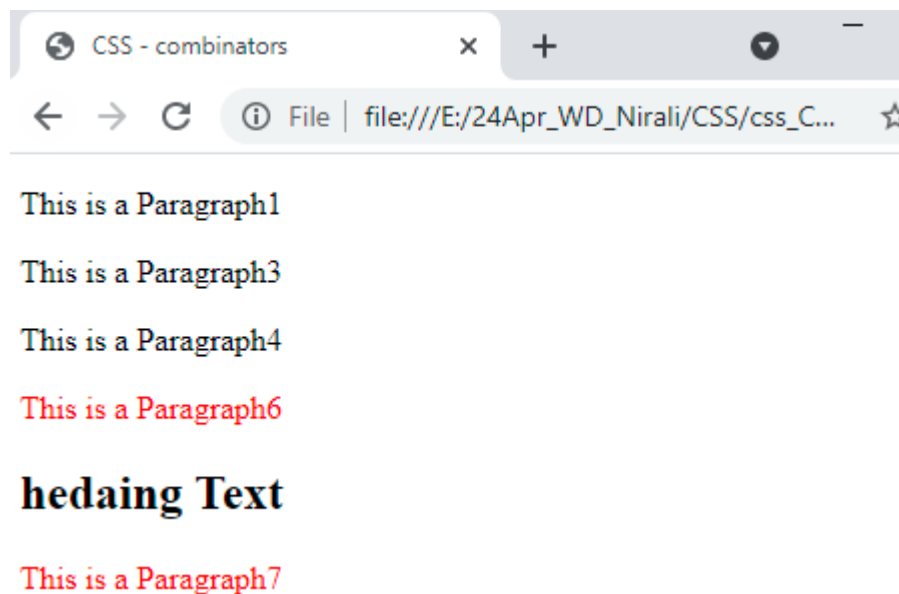 CSS - combinators
File file:///E:/24Apr_WD_Nirali/CSS/css_C...
This is a Paragraph1
This is a Paragraph3
This is a Paragraph4
This is a Paragraph6
hedaing Text
This is a Paragraph7